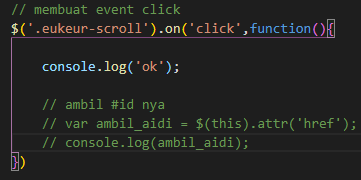 // membuat event click
$('.eukeur-scroll').on('click',function(){
console.log('ok');
// ambil #id nya
// var ambil_aidi = $(this).attr('href');
// console.log(ambil_aidi);
})